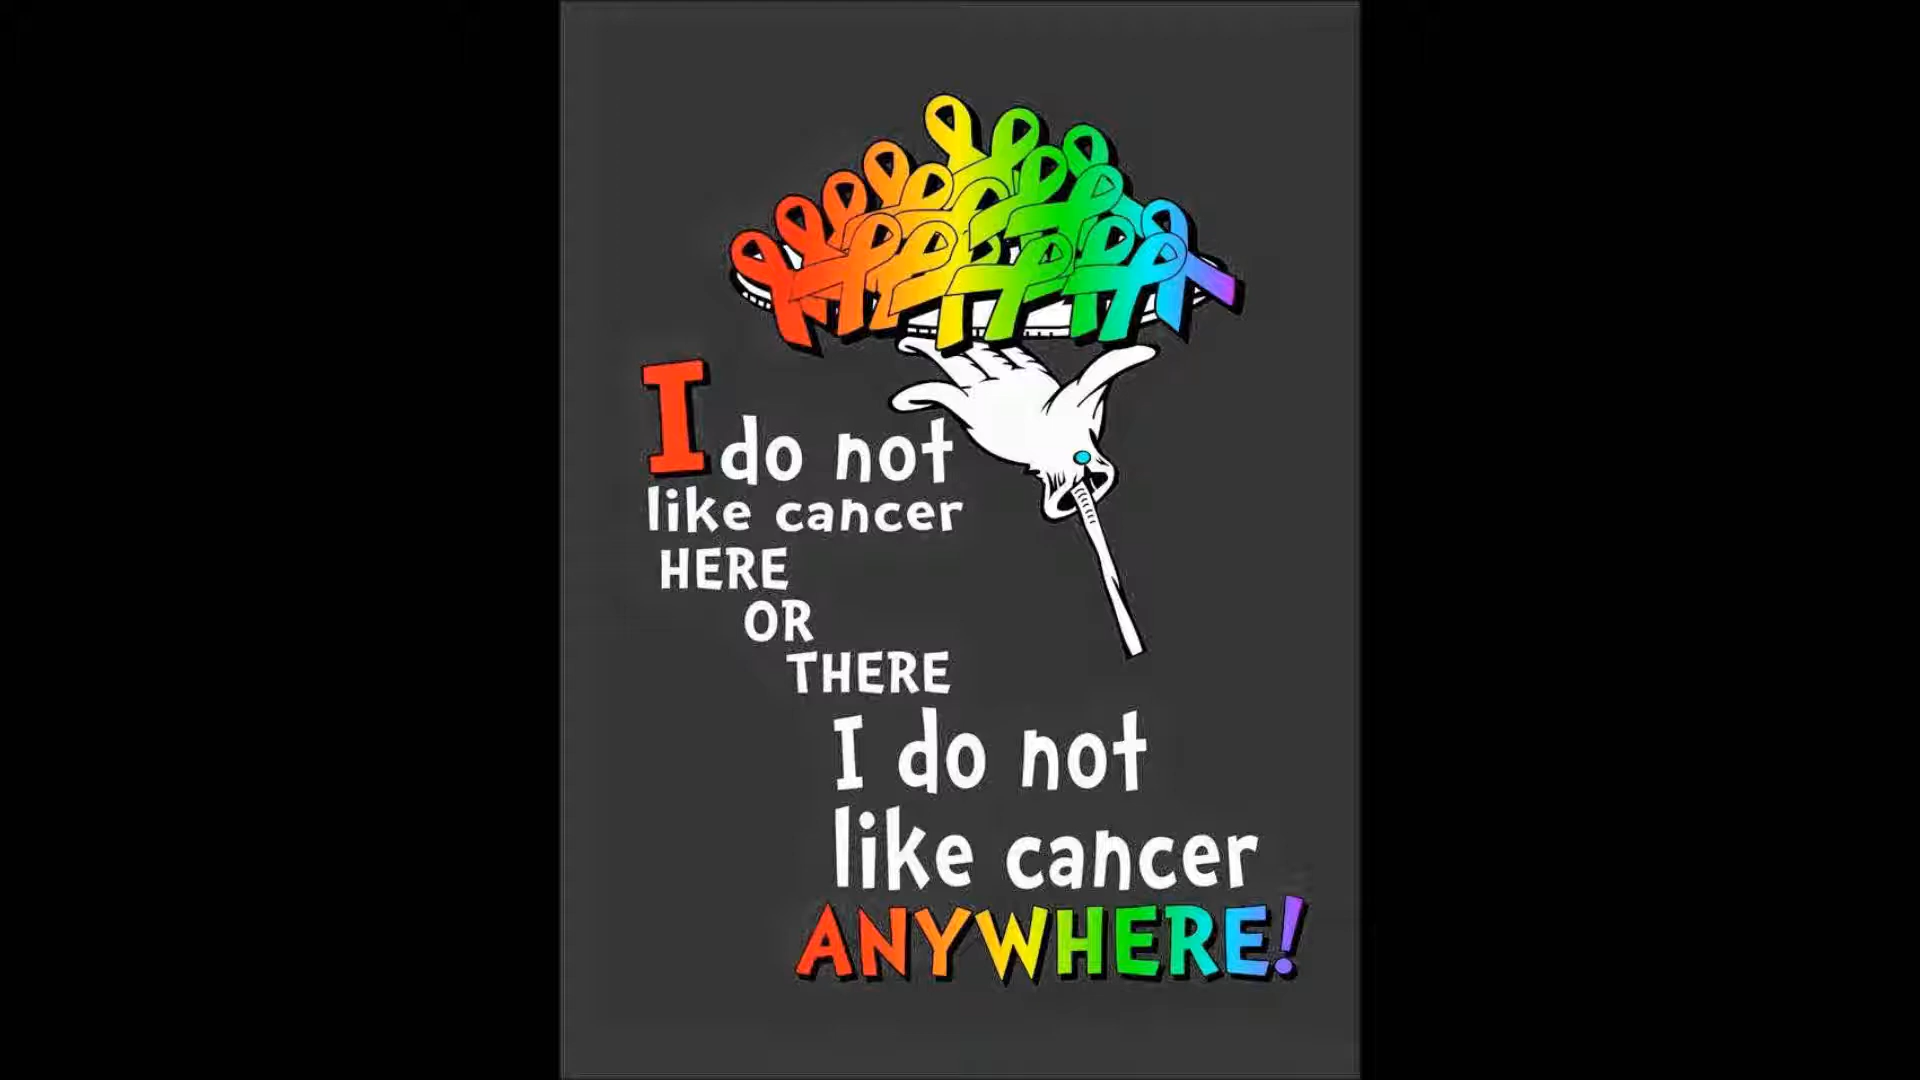 I do not
like cancer
HERE
OR
THERE
I do not
like cancer
ANYWHERE!